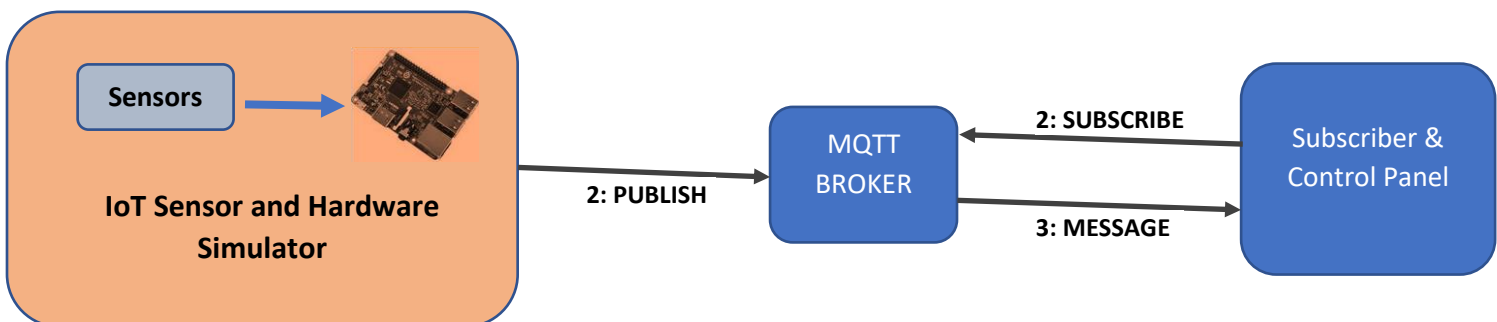 Sensors
IoT Sensor and Hardware
Simulator
2: PUBLISH
MQTT
BROKER
2: SUBSCRIBE
3: MESSAGE
Subscriber &
Control Panel